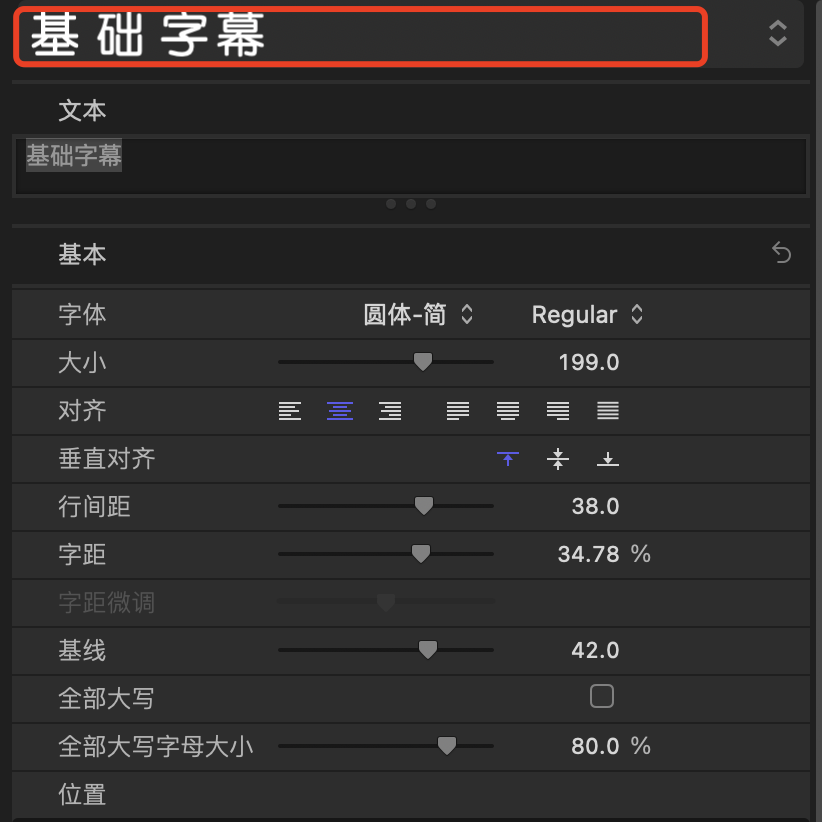 基础字幕
文本
基础字幕
基本
字体 圆体-简 Regular
大小 199.0
对齐
垂直对齐
行间距 38.0
字距 34.78 %
字距微调
基线 42.0
全部大写
全部大写字母大小 80.0 %
位置